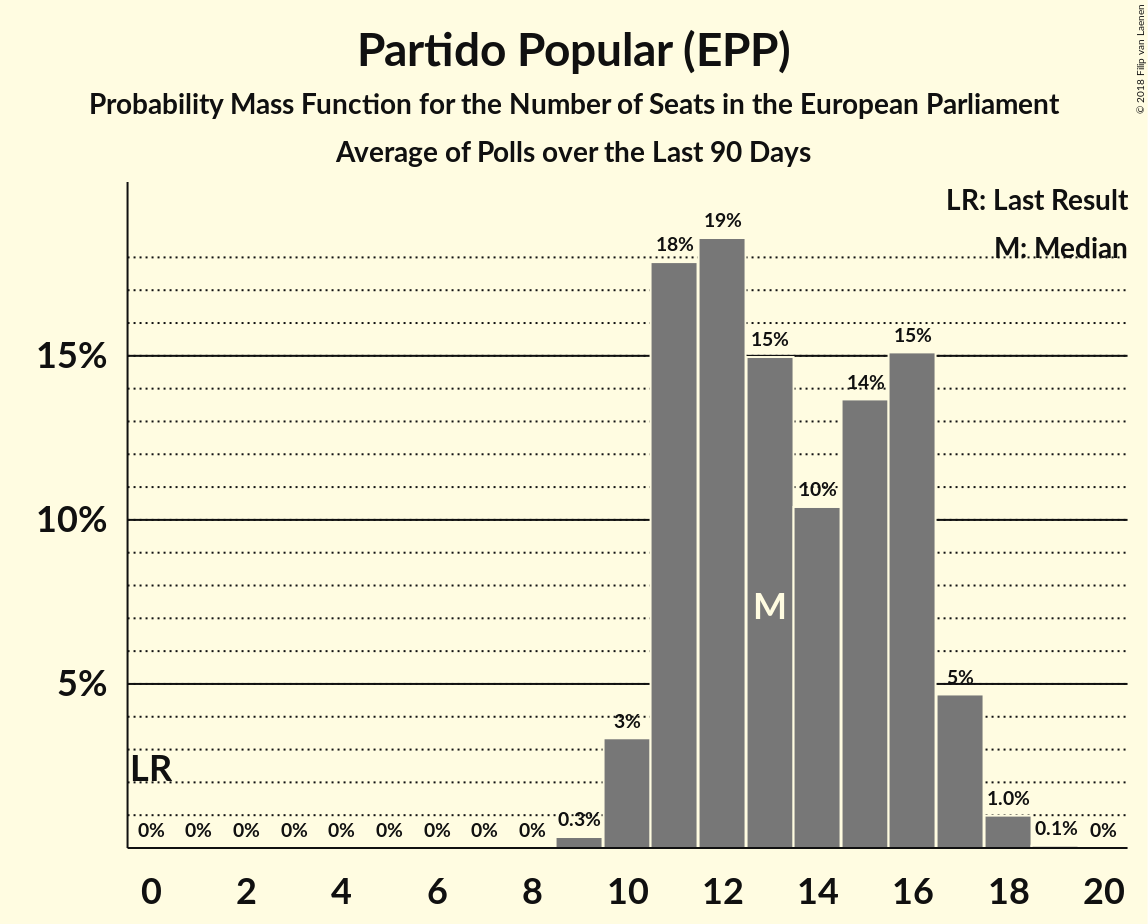 Partido Popular (EPP)
Probability Mass Function for the Number of Seats in the European Parliament
Average of Polls over the Last 90 Days
© 2018 Filip van Laenen
LR: Last Result
M: Median
19%
18%
15%
15%
15%
14%
10%
10%
M
5%
5%
3%
LR
1.0%
0% 0% 0% 0% 0% 0% 0% 0% 0% 0.3% 0.1% 0%
0 2 4 6 8 10 12 14 16 18 20